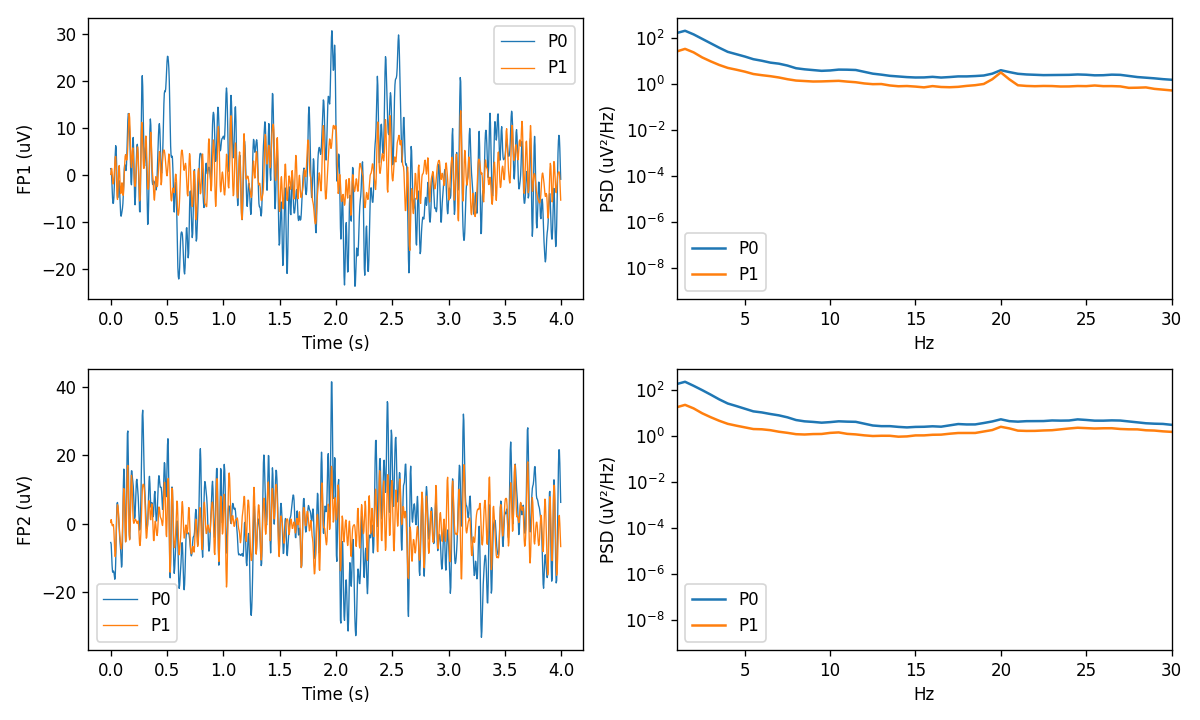 FP1 (uV)
30
20
10
0
−10
−20
0.0 0.5 1.0 1.5 2.0 2.5 3.0 3.5 4.0
Time (s)
P0
P1
PSD (uV²/Hz)
10²
10⁰
10⁻²
10⁻⁴
10⁻⁶
10⁻⁸
5 10 15 20 25 30
Hz
P0
P1
FP2 (uV)
40
20
0
−20
0.0 0.5 1.0 1.5 2.0 2.5 3.0 3.5 4.0
Time (s)
P0
P1
PSD (uV²/Hz)
10²
10⁰
10⁻²
10⁻⁴
10⁻⁶
10⁻⁸
5 10 15 20 25 30
Hz
P0
P1